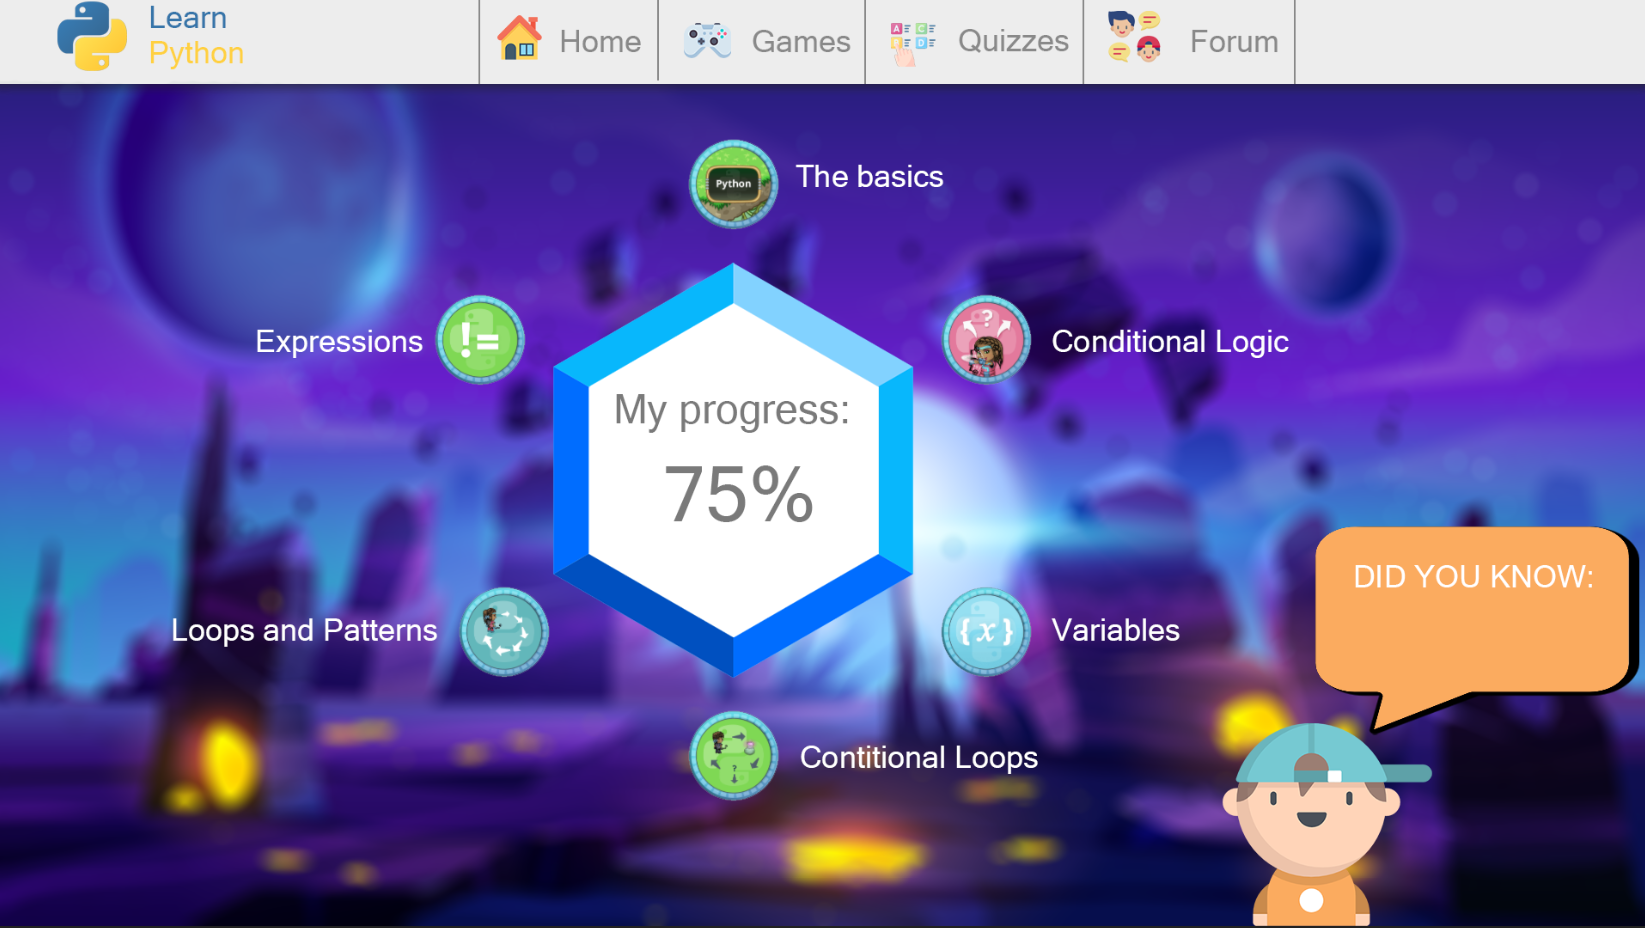 Learn
Python
Home
Games
Quizzes
Forum
A
C
D
Python
The basics
Expressions
!=
?
Conditional Logic
My progress:
75%
Loops and Patterns
{x}
Variables
?
Contitional Loops
DID YOU KNOW: